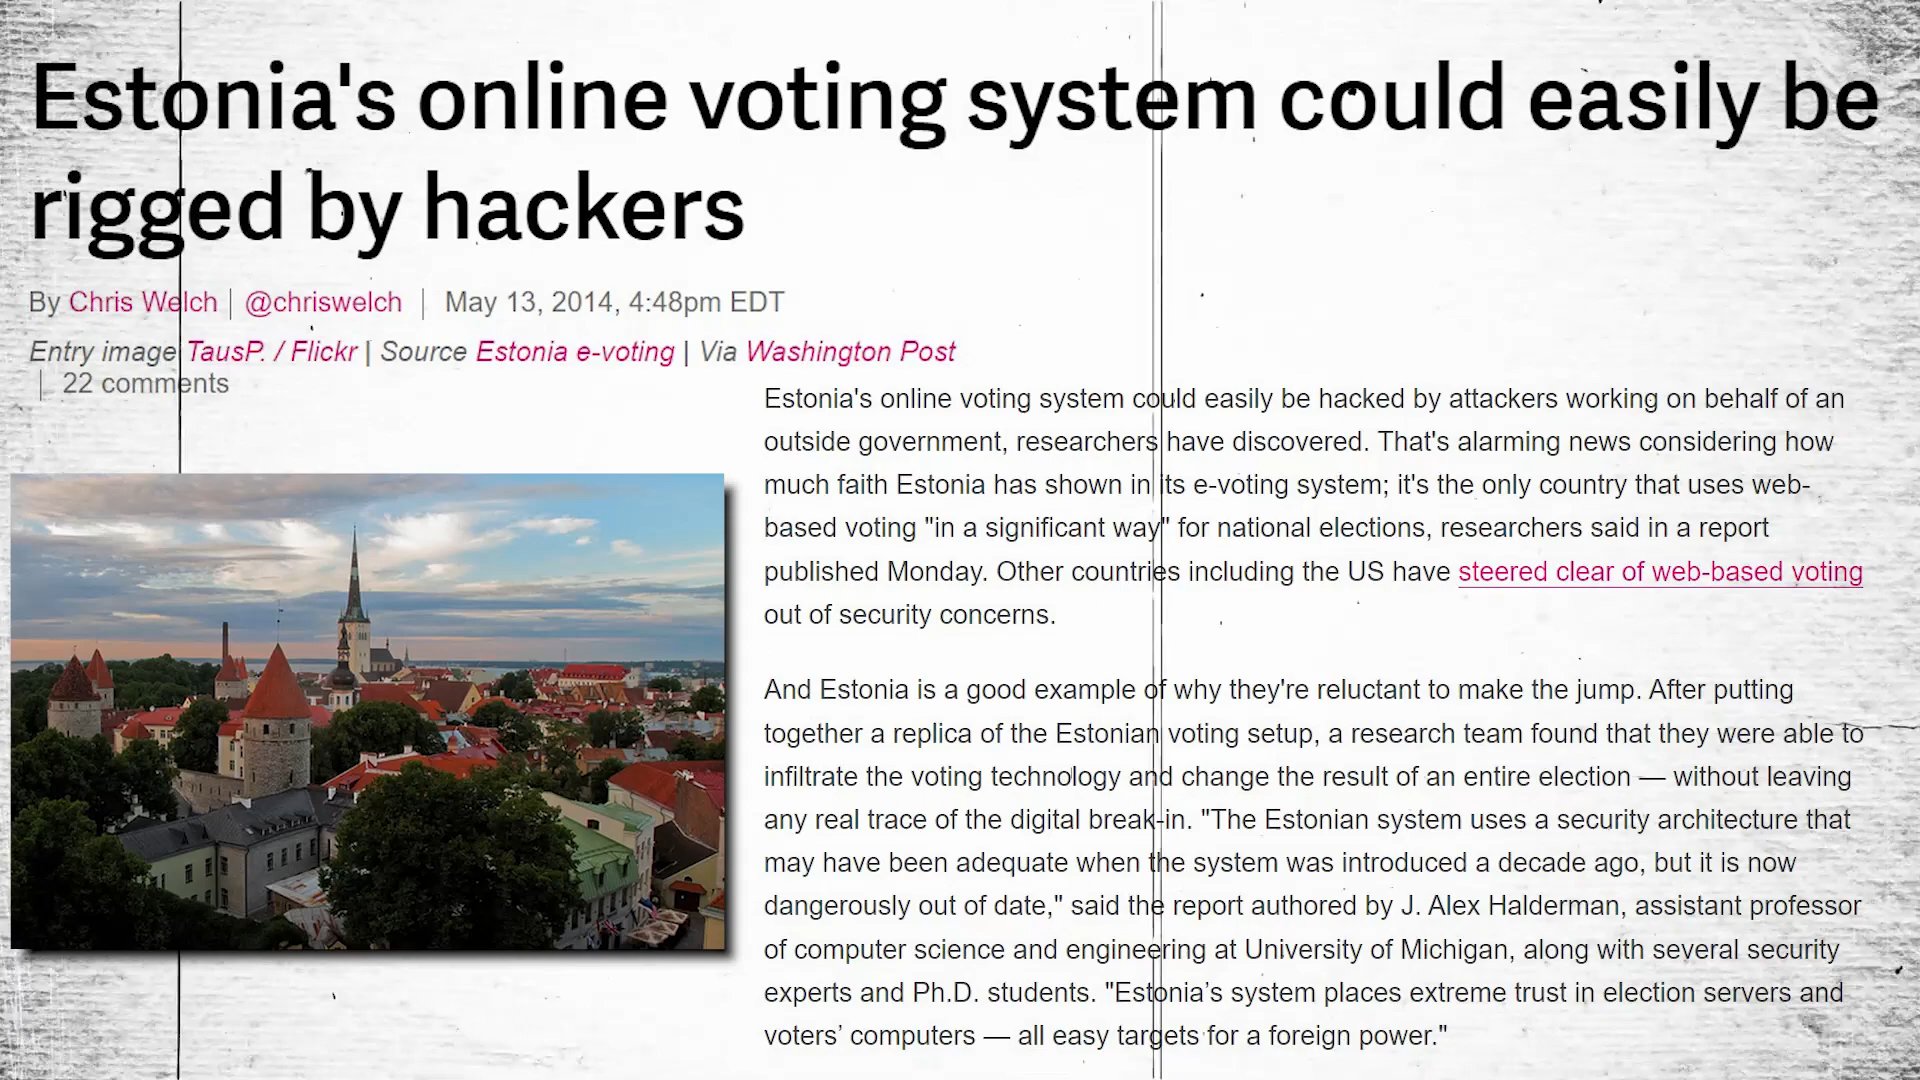 Estonia's online voting system could easily be
rigged by hackers
By Chris Welch | @chriswelch | May 13, 2014, 4:48pm EDT
Entry image TausP. / Flickr | Source Estonia e-voting | Via Washington Post
| 22 comments
Estonia's online voting system could easily be hacked by attackers working on behalf of an
outside government, researchers have discovered. That's alarming news considering how
much faith Estonia has shown in its e-voting system; it's the only country that uses web-
based voting "in a significant way" for national elections, researchers said in a report
published Monday. Other countries including the US have steered clear of web-based voting
out of security concerns.
And Estonia is a good example of why they're reluctant to make the jump. After putting
together a replica of the Estonian voting setup, a research team found that they were able to
infiltrate the voting technology and change the result of an entire election — without leaving
any real trace of the digital break-in. "The Estonian system uses a security architecture that
may have been adequate when the system was introduced a decade ago, but it is now
dangerously out of date," said the report authored by J. Alex Halderman, assistant professor
of computer science and engineering at University of Michigan, along with several security
experts and Ph.D. students. "Estonia’s system places extreme trust in election servers and
voters’ computers — all easy targets for a foreign power."